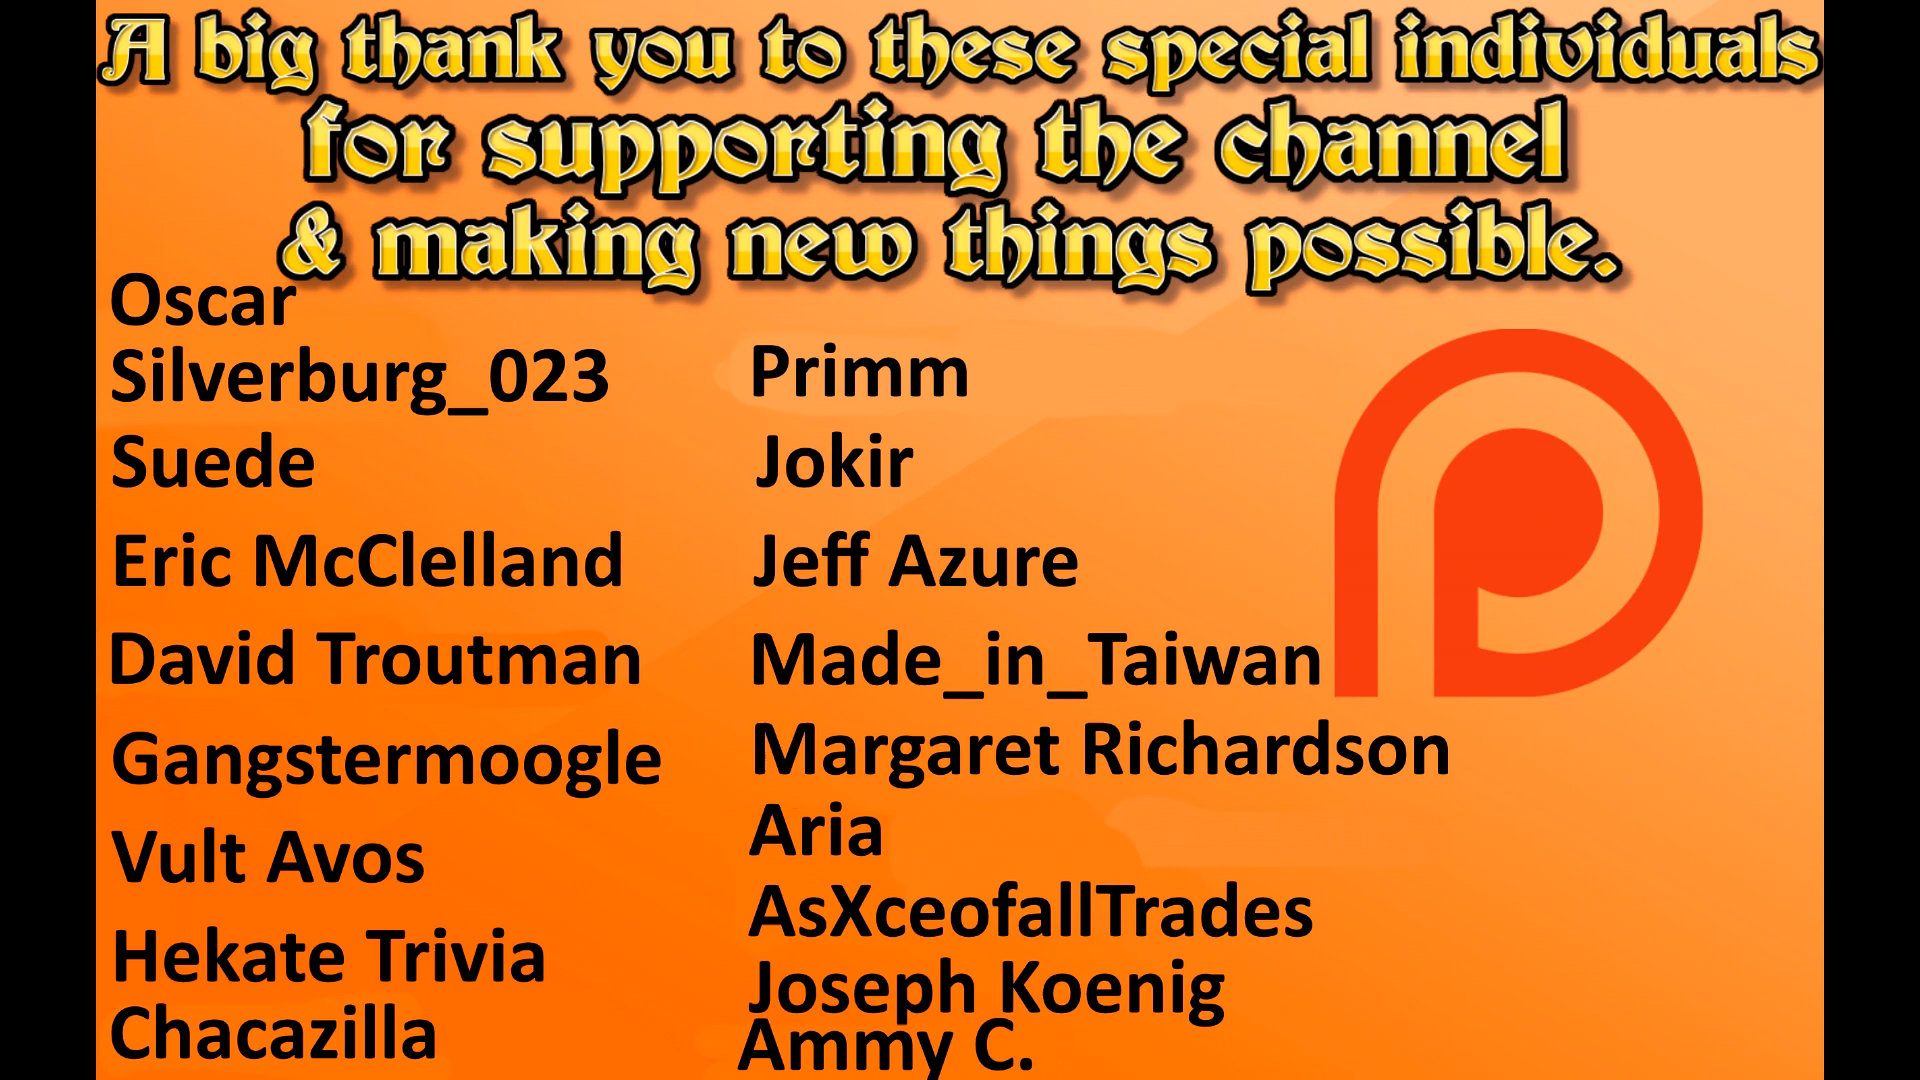 A big thank you to these special individuals
for supporting the channel
& making new things possible.
Oscar
Silverburg_023
Suede
Eric McClelland
David Troutman
Gangstermoogle
Vult Avos
Hekate Trivia
Chacazilla
Primm
Jokir
Jeff Azure
Made_in_Taiwan
Margaret Richardson
Aria
AsXceofallTrades
Joseph Koenig
Ammy C.